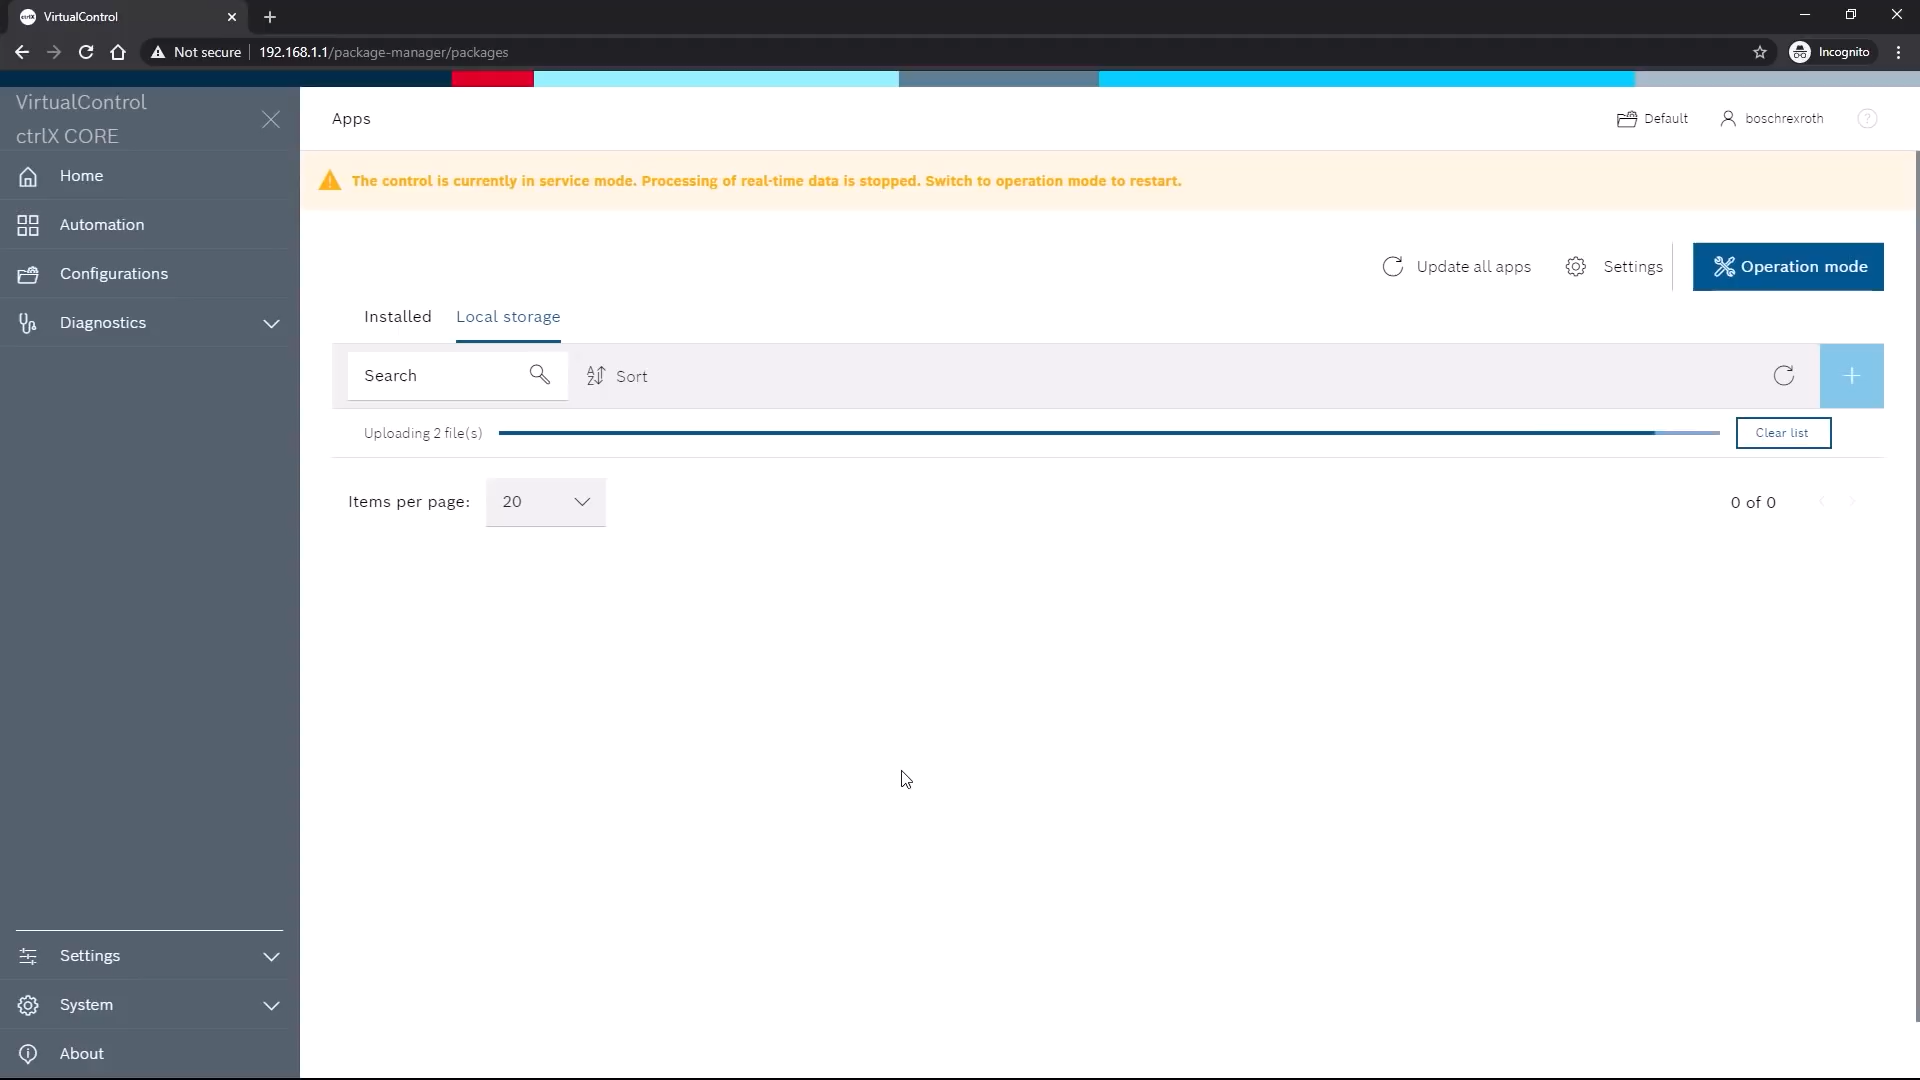 VirtualControl
Not secure
192.168.1.1/package-manager/packages
Incognito
VirtualControl
ctrlX CORE
Apps
Default
boschrexroth
?
Home
The control is currently in service mode. Processing of real-time data is stopped. Switch to operation mode to restart.
Automation
Configurations
Diagnostics
Update all apps
Settings
Operation mode
Installed
Local storage
Search
Sort
Uploading 2 file(s)
Clear list
Items per page:
20
0 of 0
Settings
System
About